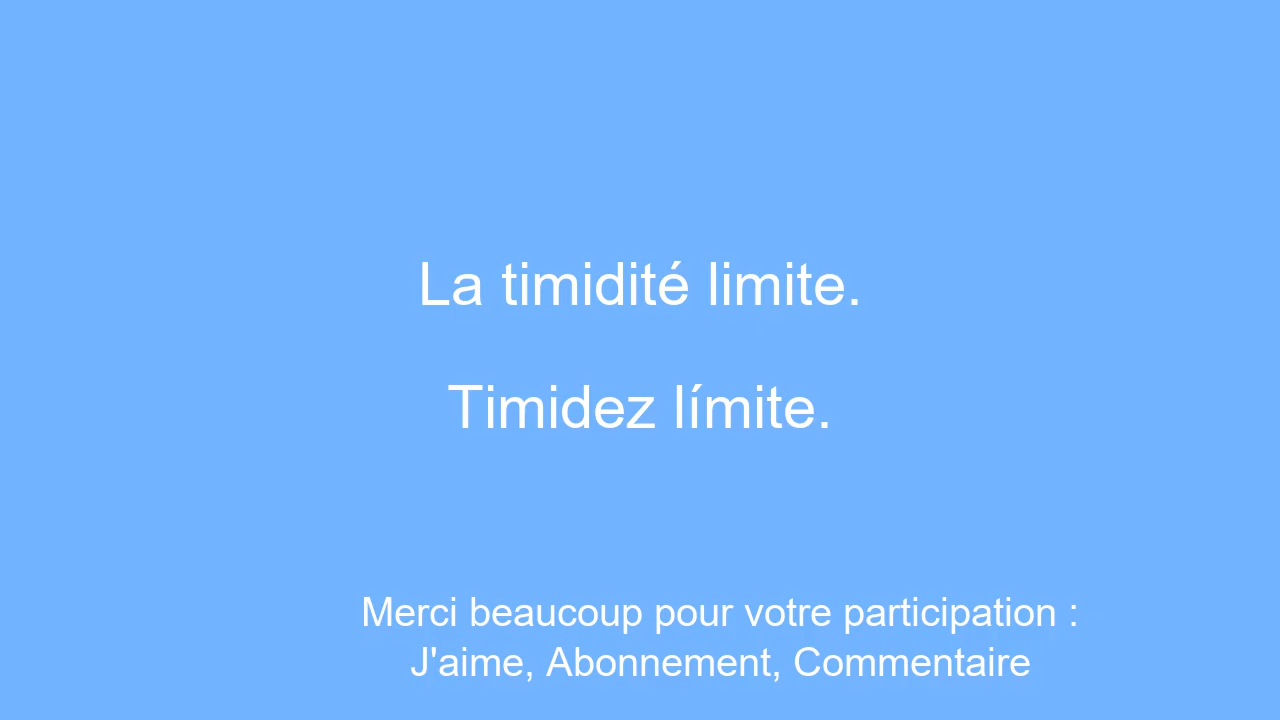 La timidité limite.
Timidez límite.
Merci beaucoup pour votre participation :
J'aime, Abonnement, Commentaire